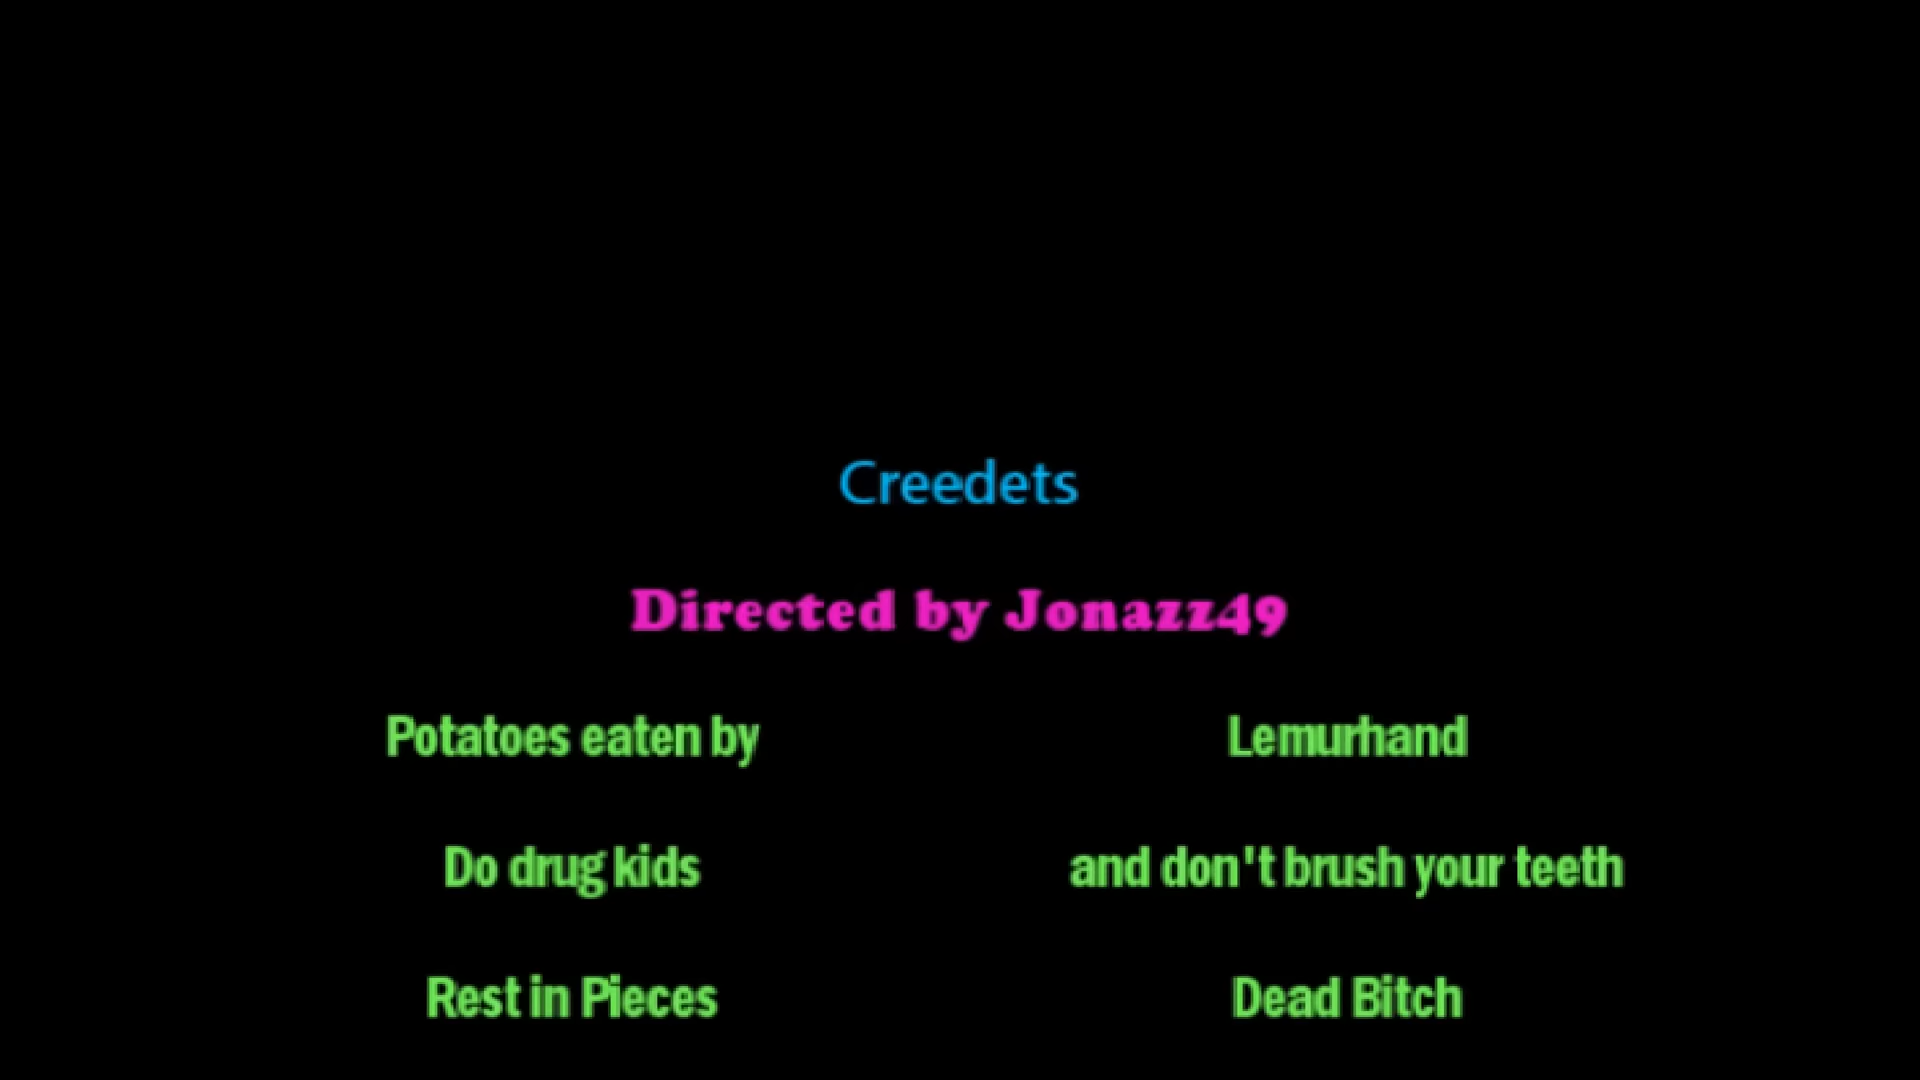 Creedets
Directed by Jonazz49
Potatoes eaten by Lemurhand
Do drug kids and don't brush your teeth
Rest in Pieces Dead Bitch